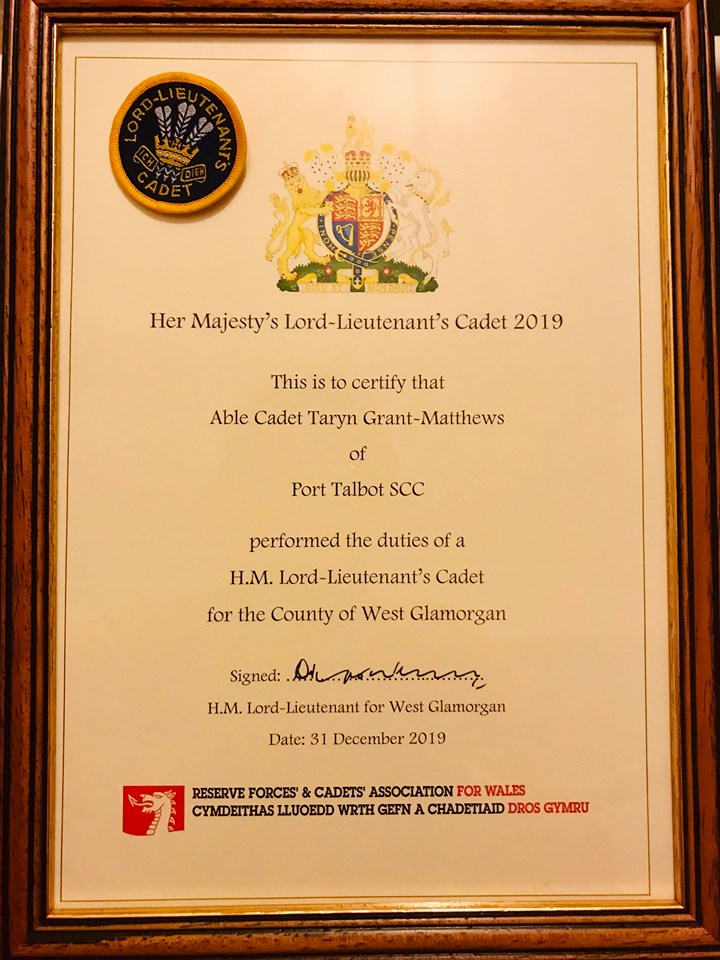 LORD-LIEUTENANT'S
ICH DIEN
CADET
HONI
PENSE
Her Majesty's Lord-Lieutenant's Cadet 2019
This is to certify that
Able Cadet Taryn Grant-Matthews
of
Port Talbot SCC
performed the duties of a
H.M. Lord-Lieutenant's Cadet
for the County of West Glamorgan
Signed:
H.M. Lord-Lieutenant for West Glamorgan
Date: 31 December 2019
RESERVE FORCES' & CADETS' ASSOCIATION FOR WALES
CYMDEITHAS LLUOEDD WRTH GEFN A CHADETIAID DROS GYMRU